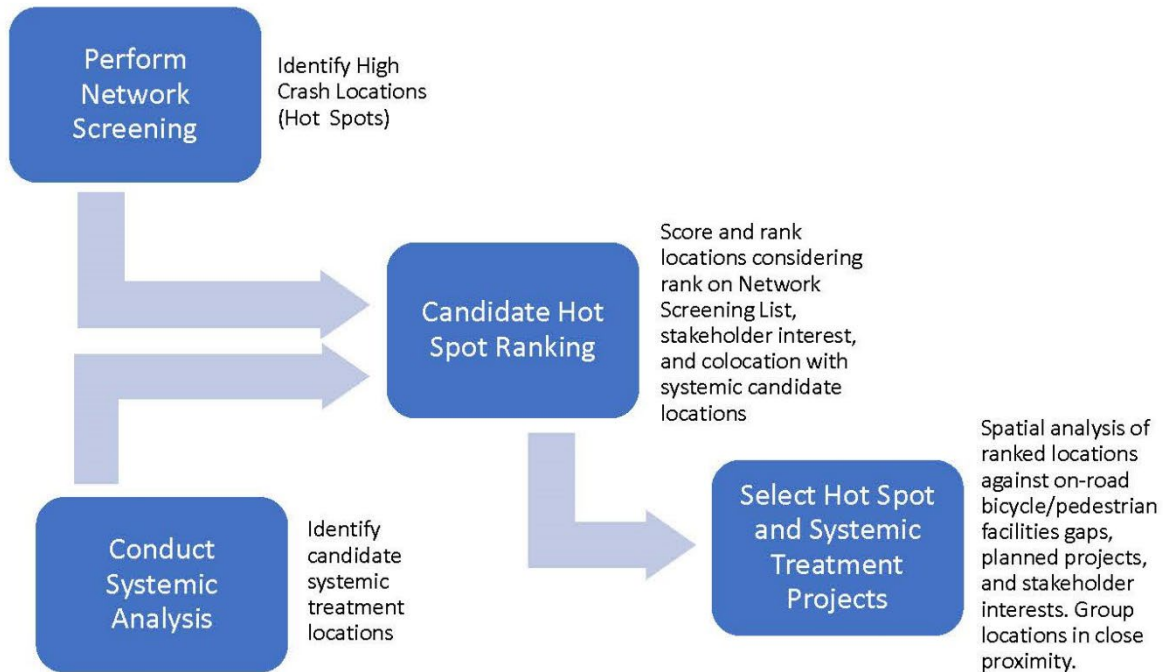 Perform
Network
Screening
Identify High
Crash Locations
(Hot Spots)
Candidate Hot
Spot Ranking
Score and rank
locations considering
rank on Network
Screening List,
stakeholder interest,
and colocation with
systemic candidate
locations
Conduct
Systemic
Analysis
Identify
candidate
systemic
treatment
locations
Select Hot Spot
and Systemic
Treatment
Projects
Spatial analysis of
ranked locations
against on-road
bicycle/pedestrian
facilities gaps,
planned projects,
and stakeholder
interests. Group
locations in close
proximity.